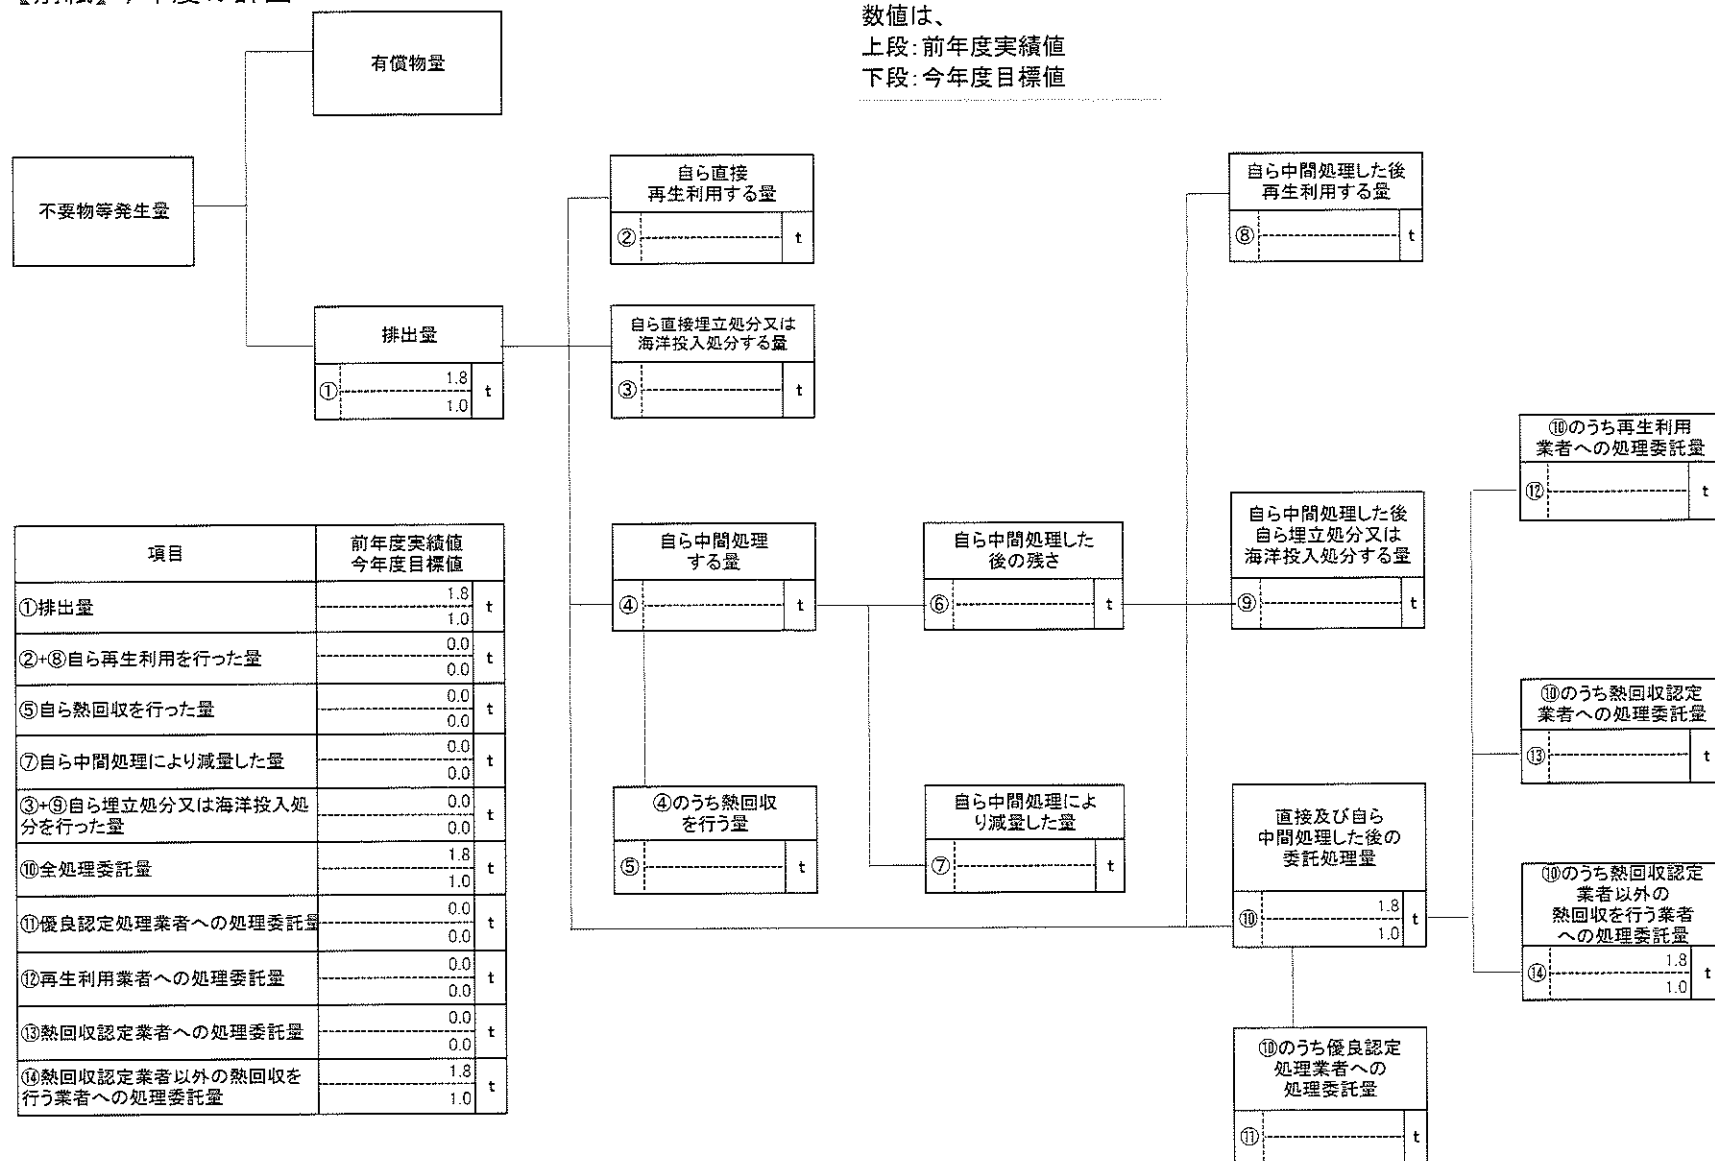 数値は、
上段：前年度実績値
下段：今年度目標値
有償物量
不要物等発生量
排出量
①
1.8
1.0
t
自ら直接
再生利用する量
②
t
自ら直接埋立処分又は
海洋投入処分する量
③
t
自ら中間処理
する量
④
t
④のうち熱回収
を行う量
⑤
t
自ら中間処理した
後の残さ
⑥
t
自ら中間処理によ
り減量した量
⑦
t
自ら中間処理した後
再生利用する量
⑧
t
自ら中間処理した後
自ら埋立処分又は
海洋投入処分する量
⑨
t
直接及び自ら
中間処理した後の
委託処理量
⑩
1.8
1.0
t
⑩のうち優良認定
処理業者への
処理委託量
⑪
t
⑩のうち再生利用
業者への処理委託量
⑫
t
⑩のうち熱回収認定
業者への処理委託量
⑬
t
⑩のうち熱回収認定
業者以外の
熱回収を行う業者
への処理委託量
⑭
1.8
1.0
t
項目
前年度実績値
今年度目標値
①排出量
1.8
1.0
t
②+⑧自ら再生利用を行った量
0.0
0.0
t
⑤自ら熱回収を行った量
0.0
0.0
t
⑦自ら中間処理により減量した量
0.0
0.0
t
③+⑨自ら埋立処分又は海洋投入処
分を行った量
0.0
0.0
t
⑩全処理委託量
1.8
1.0
t
⑪優良認定処理業者への処理委託量
0.0
0.0
t
⑫再生利用業者への処理委託量
0.0
0.0
t
⑬熱回収認定業者への処理委託量
0.0
0.0
t
⑭熱回収認定業者以外の熱回収を
行う業者への処理委託量
1.8
1.0
t